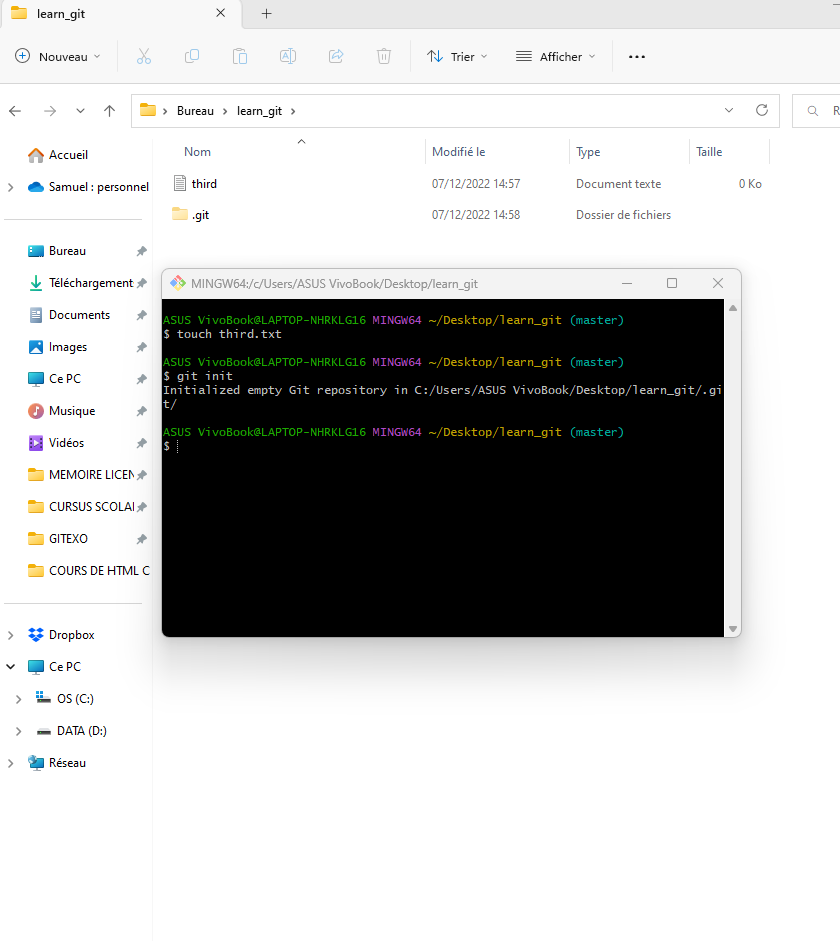 learn_git
Nouveau
Trier
Afficher
Bureau
learn_git
R
Nom
Modifié le
Type
Taille
third
07/12/2022 14:57
Document texte
0 Ko
.git
07/12/2022 14:58
Dossier de fichiers
Accueil
Samuel : personnel
Bureau
Téléchargement
Documents
Images
Ce PC
Musique
Vidéos
MEMOIRE LICEN
CURSUS SCOLAI
GITEXO
COURS DE HTML C
Dropbox
Ce PC
OS (C:)
DATA (D:)
Réseau
MINGW64:/c/Users/ASUS VivoBook/Desktop/learn_git
ASUS VivoBook@LAPTOP-NHRKLG16 MINGW64 ~/Desktop/learn_git (master)
$ touch third.txt
ASUS VivoBook@LAPTOP-NHRKLG16 MINGW64 ~/Desktop/learn_git (master)
$ git init
Initialized empty Git repository in C:/Users/ASUS VivoBook/Desktop/learn_git/.gi
t/
ASUS VivoBook@LAPTOP-NHRKLG16 MINGW64 ~/Desktop/learn_git (master)
$